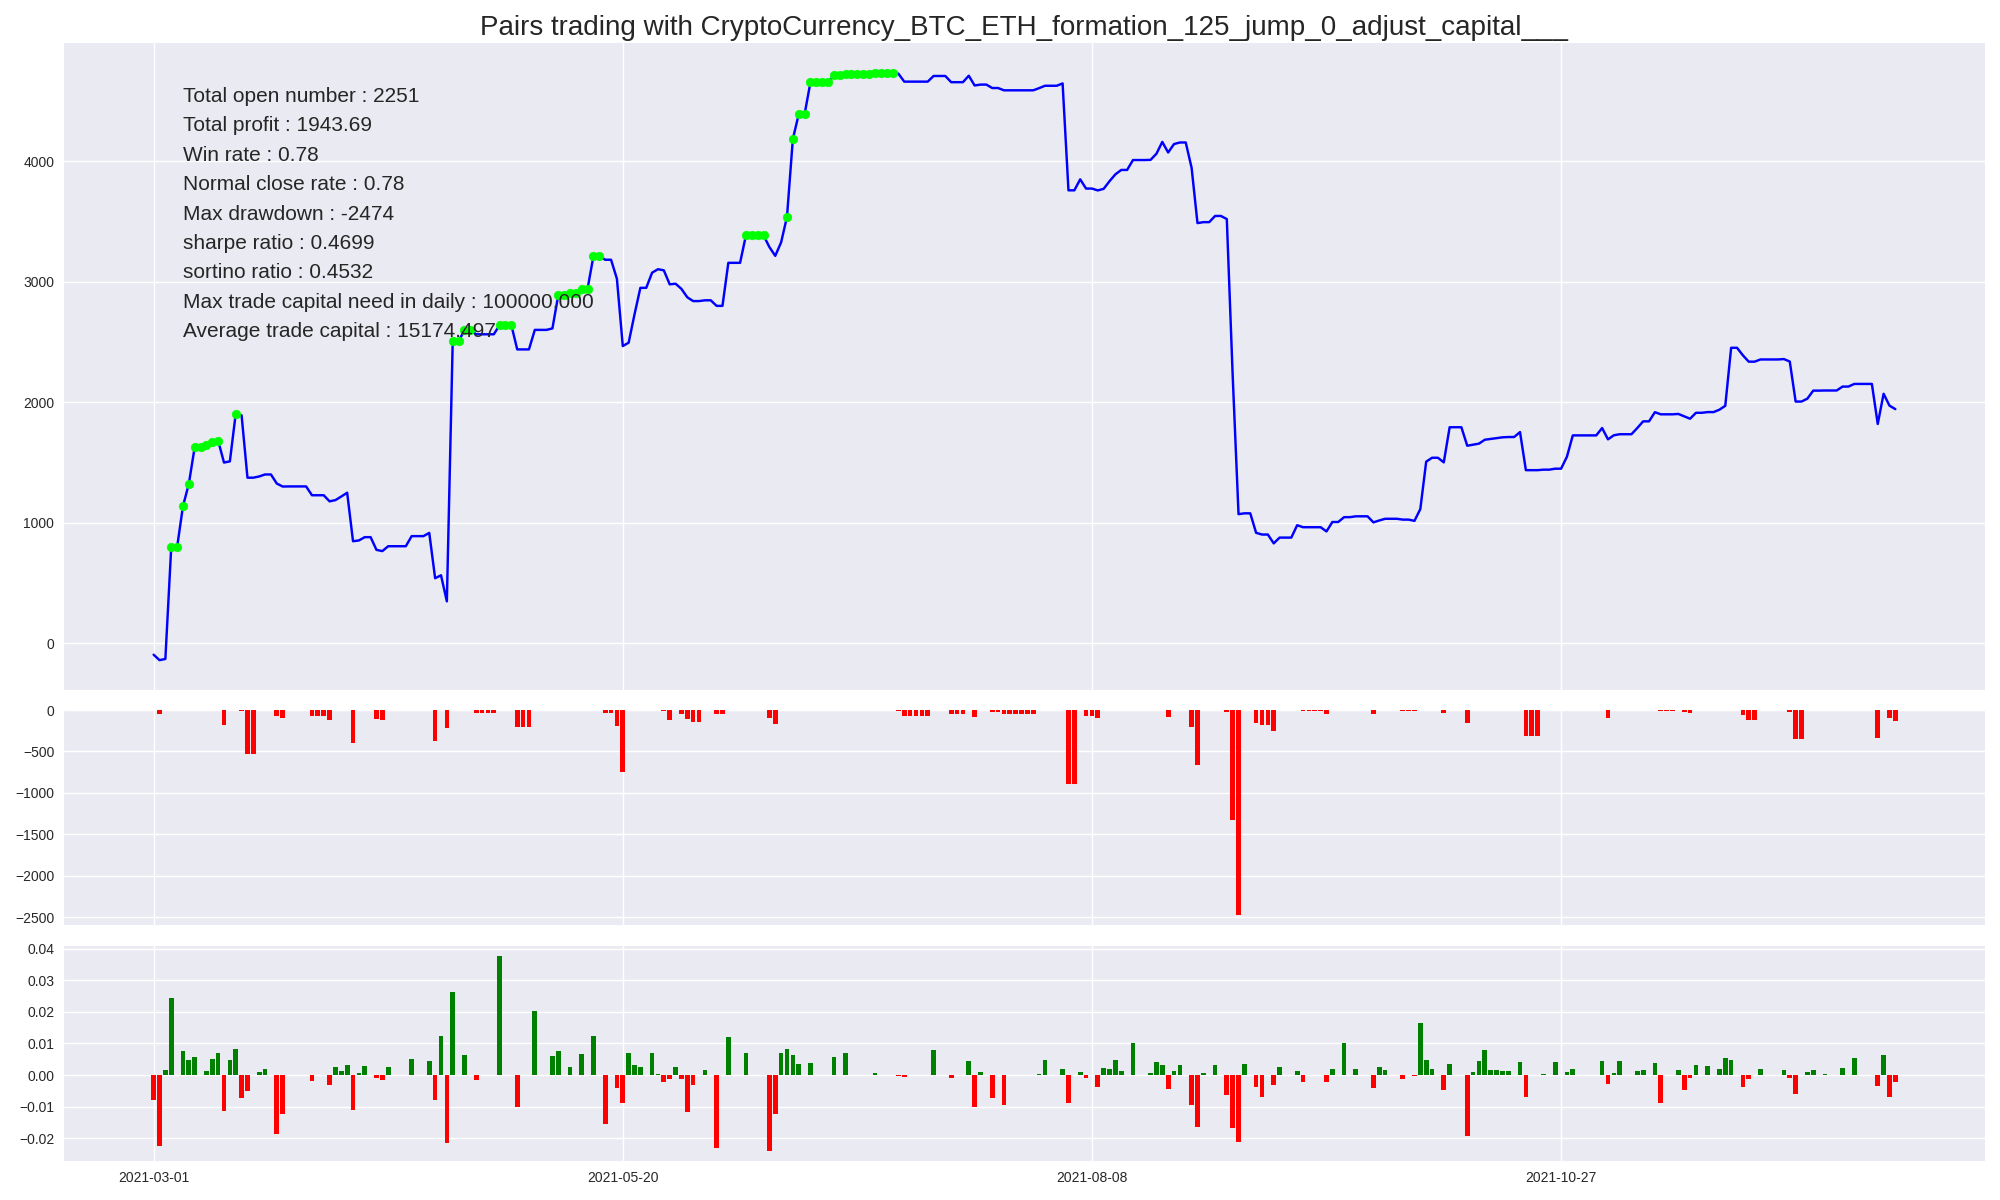 Pairs trading with CryptoCurrency_BTC_ETH_formation_125_jump_0_adjust_capital___
Total open number : 2251
Total profit : 1943.69
Win rate : 0.78
Normal close rate : 0.78
Max drawdown : -2474
sharpe ratio : 0.4699
sortino ratio : 0.4532
Max trade capital need in daily : 100000.000
Average trade capital : 15174.497
4000
3000
2000
1000
0
0
−500
−1000
−1500
−2000
−2500
0.04
0.03
0.02
0.01
0.00
−0.01
−0.02
2021-03-01 2021-05-20 2021-08-08 2021-10-27